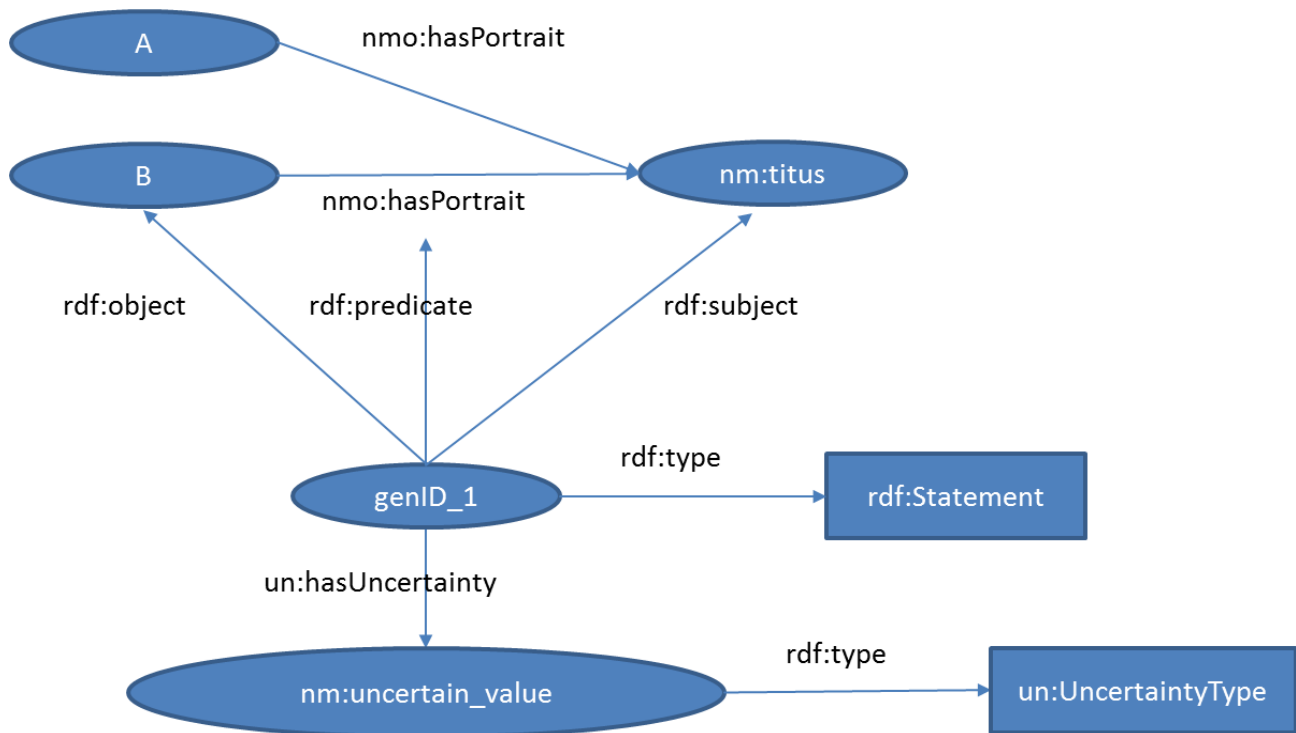 A
nmo:hasPortrait
B
nm:titus
nmo:hasPortrait
rdf:object
rdf:predicate
rdf:subject
rdf:type
genID_1
rdf:Statement
un:hasUncertainty
rdf:type
nm:uncertain_value
un:UncertaintyType